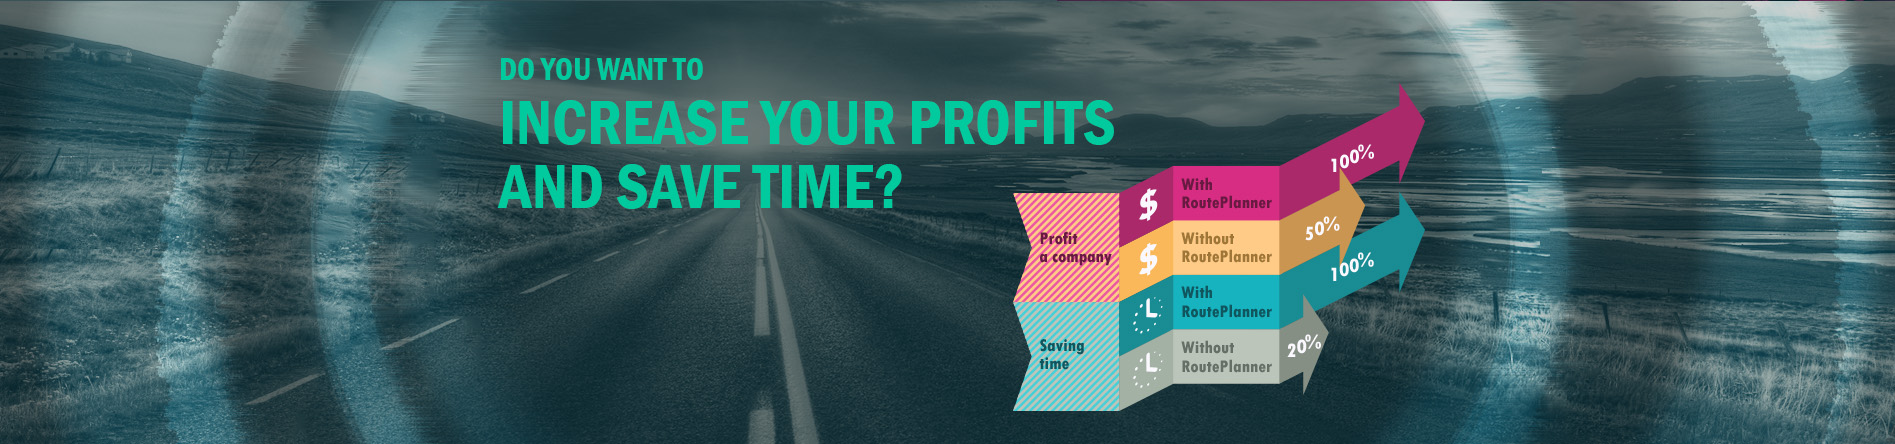 DO YOU WANT TO
INCREASE YOUR PROFITS
AND SAVE TIME?
Profit
a company
$
With
RoutePlanner
100%
$
Without
RoutePlanner
50%
Saving
time
With
RoutePlanner
100%
Without
RoutePlanner
20%